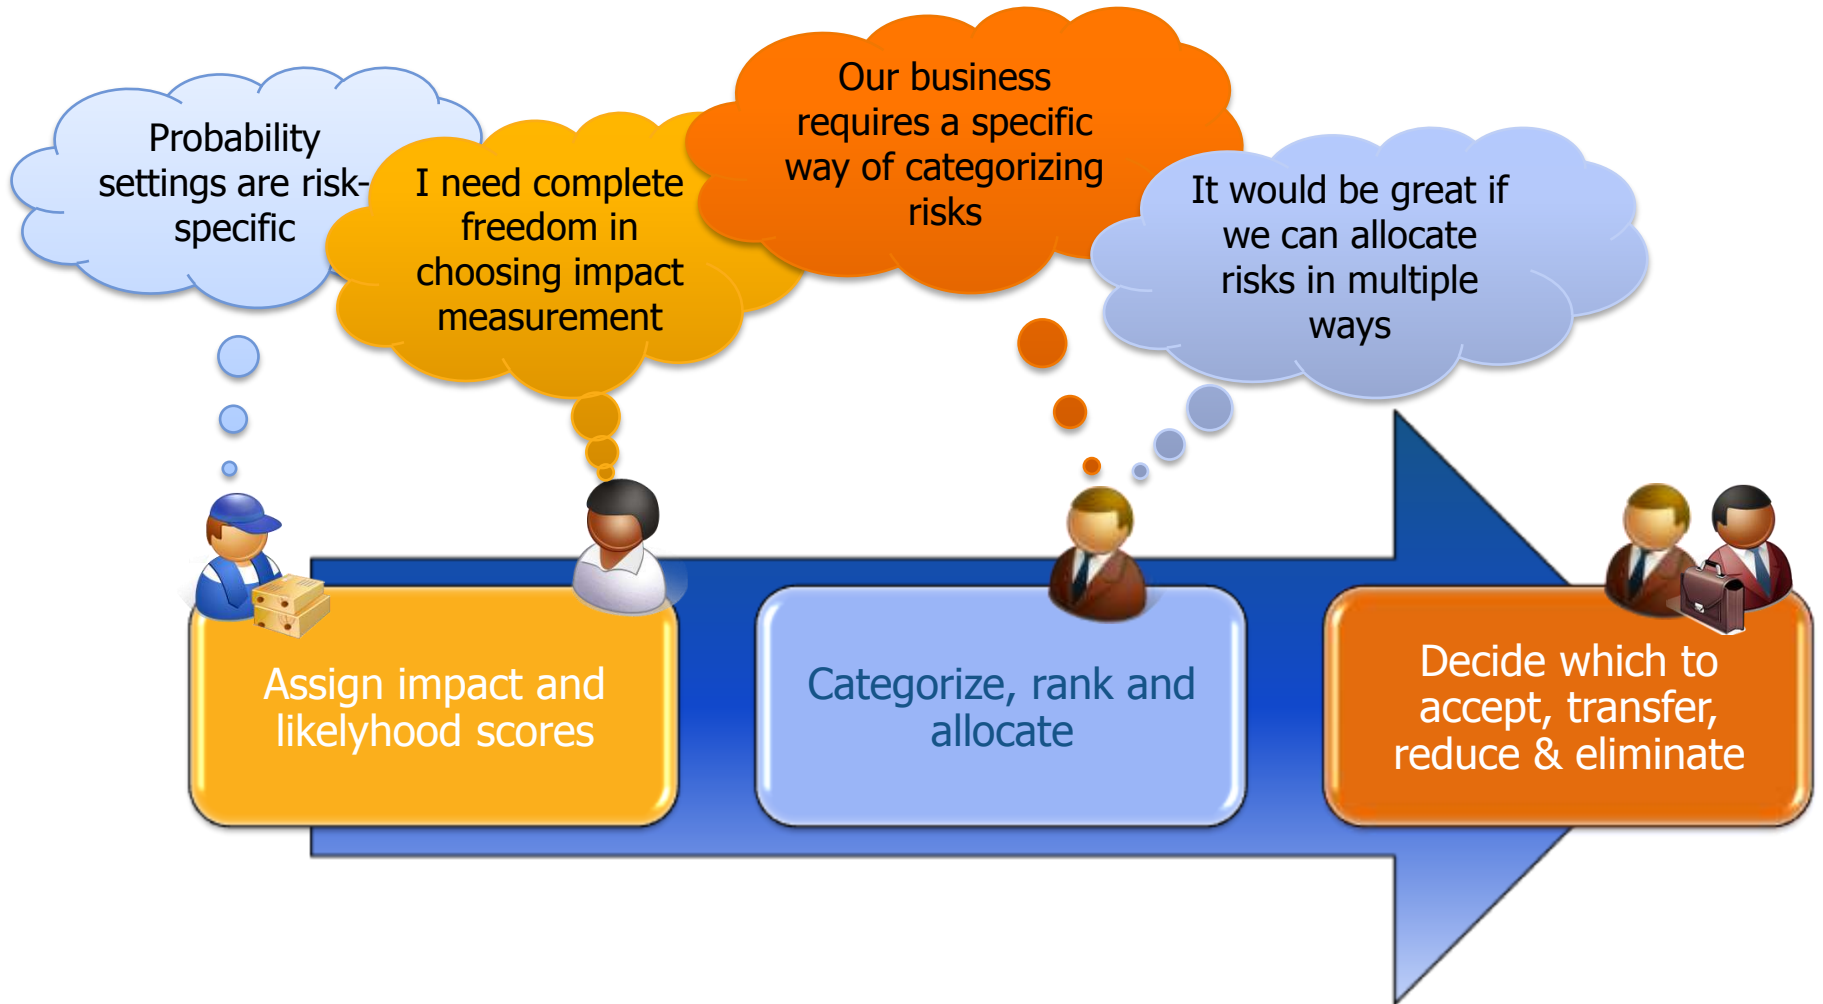 Probability
settings are risk-
specific
I need complete
freedom in
choosing impact
measurement
Our business
requires a specific
way of categorizing
risks
It would be great if
we can allocate
risks in multiple
ways
Assign impact and
likelyhood scores
Categorize, rank and
allocate
Decide which to
accept, transfer,
reduce & eliminate